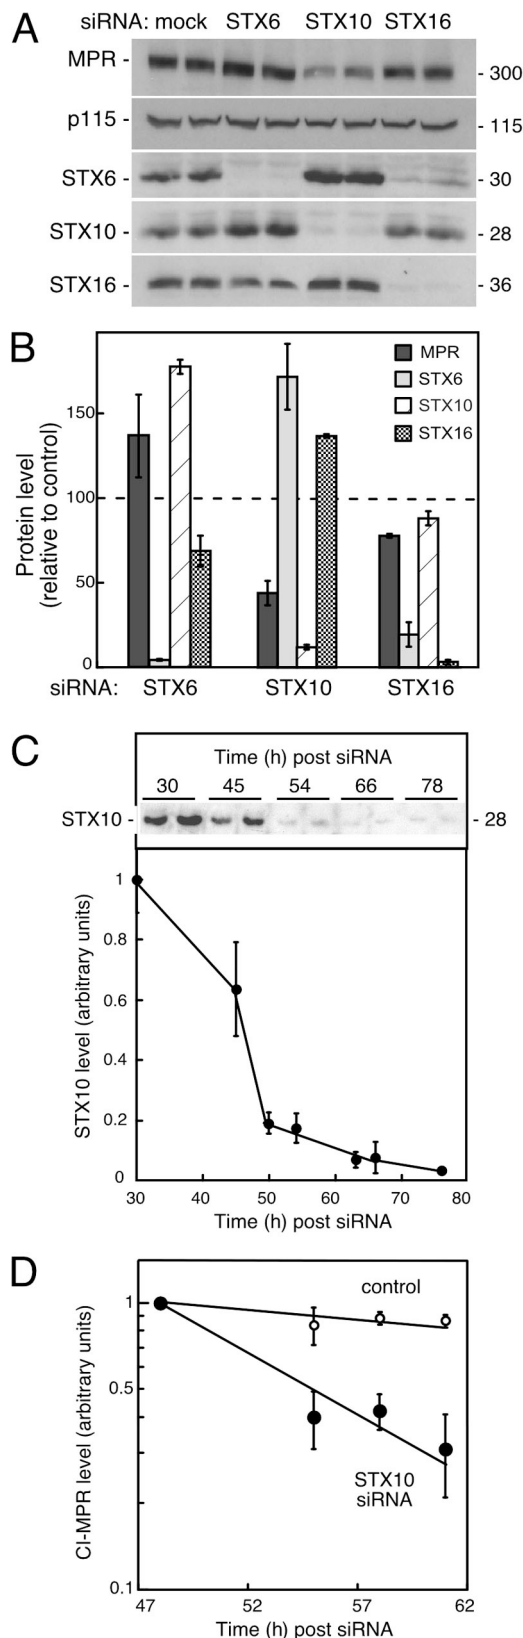 A
siRNA: mock STX6 STX10 STX16
MPR - - 300
p115 - - 115
STX6 - - 30
STX10 - - 28
STX16 - - 36
B
MPR
STX6
STX10
STX16
150
100
50
0
Protein level
(relative to control)
siRNA: STX6 STX10 STX16
C
Time (h) post siRNA
30 45 54 66 78
STX10 - - 28
1
0.8
0.6
0.4
0.2
0
STX10 level (arbitrary units)
30 40 50 60 70 80
Time (h) post siRNA
D
control
1
0.5
0.1
CI-MPR level (arbitrary units)
STX10
siRNA
47 52 57 62
Time (h) post siRNA